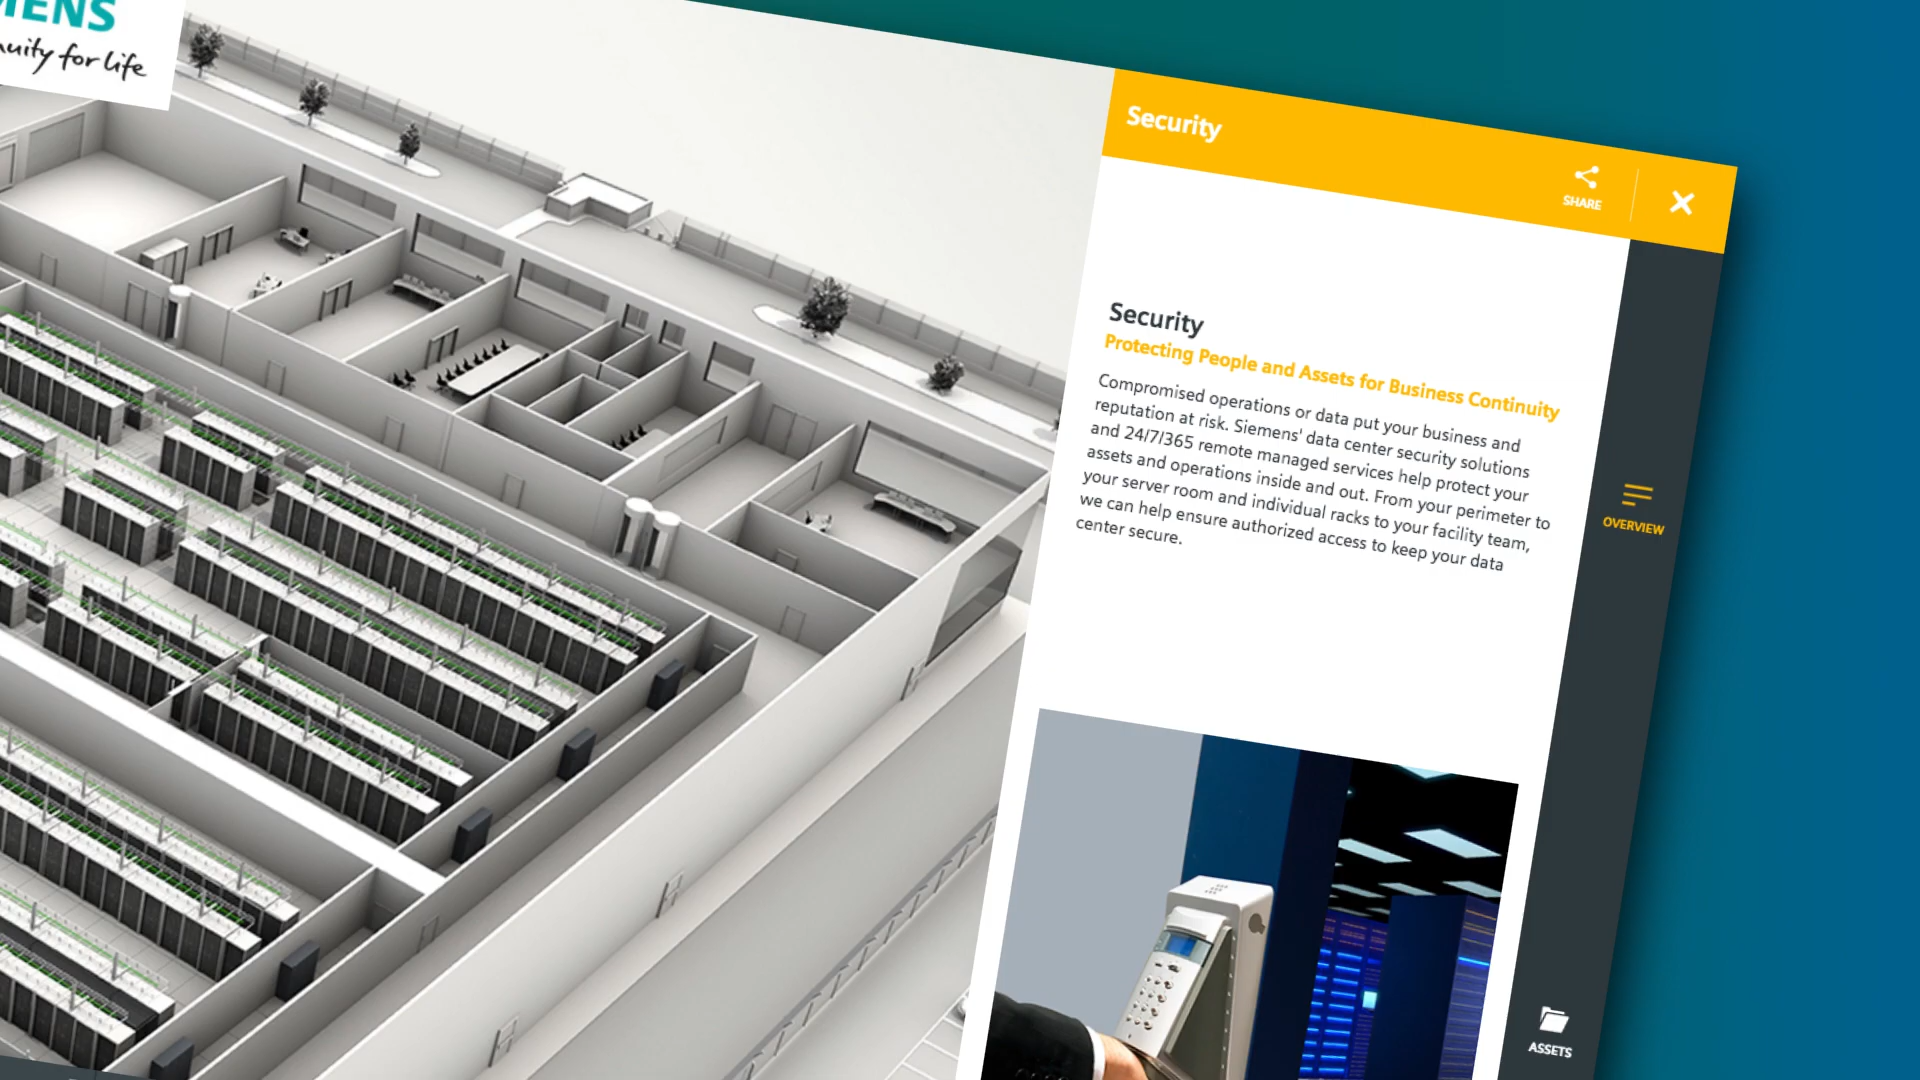 MENS
nuity for life
Security
SHARE
Security
Protecting People and Assets for Business Continuity
Compromised operations or data put your business and
reputation at risk. Siemens' data center security solutions
and 24/7/365 remote managed services help protect your
assets and operations inside and out. From your perimeter to
your server room and individual racks to your facility team,
we can help ensure authorized access to keep your data
center secure.
OVERVIEW
ASSETS